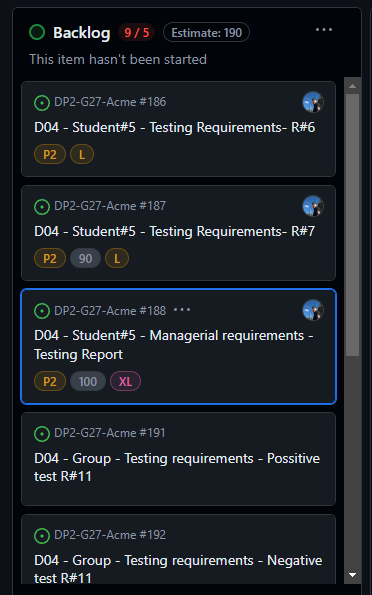 Backlog 9 / 5 Estimate: 190 ...
This item hasn't been started
DP2-G27-Acme #186
D04 - Student#5 - Testing Requirements- R#6
P2 L
DP2-G27-Acme #187
D04 - Student#5 - Testing Requirements- R#7
P2 90 L
DP2-G27-Acme #188 ...
D04 - Student#5 - Managerial requirements -
Testing Report
P2 100 XL
DP2-G27-Acme #191
D04 - Group - Testing requirements - Possitive
test R#11
DP2-G27-Acme #192
D04 - Group - Testing requirements - Negative
test R#11